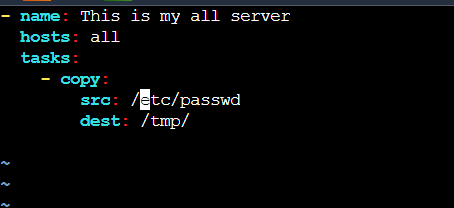 - name: This is my all server
  hosts: all
  tasks:
    - copy:
        src: /etc/passwd
        dest: /tmp/
~
~
~